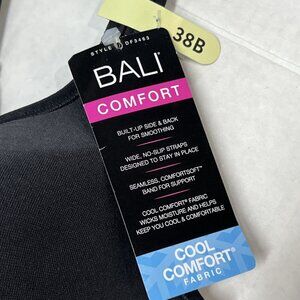 STYLE DF3463
38B
BALI®
COMFORT
BUILT-UP SIDE & BACK
FOR SMOOTHING
WIDE, NO-SLIP STRAPS
DESIGNED TO STAY IN PLACE
SEAMLESS, COMFORTSOFT™
BAND FOR SUPPORT
COOL COMFORT® FABRIC
WICKS MOISTURE AND HELPS
KEEP YOU COOL & COMFORTABLE
COOL
COMFORT®
FABRIC